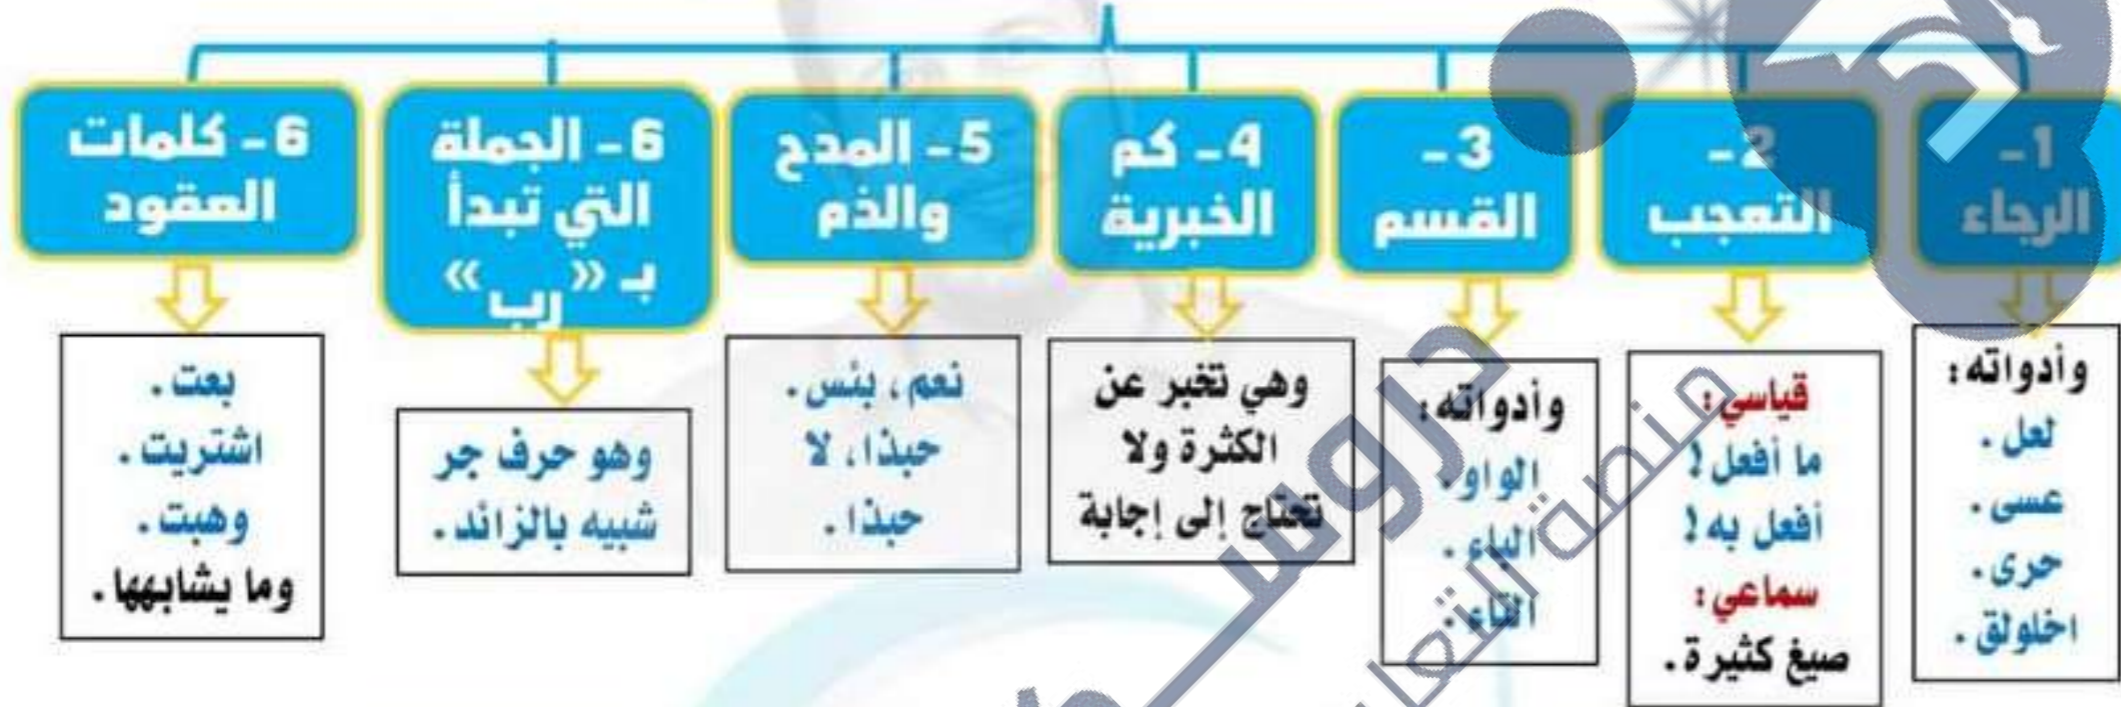 1-
الرجاء
2-
التعجب
3-
القسم
4- كم
الخبرية
5- المدح
والذم
6- الجملة
التي تبدأ
بـ «رب»
6- كلمات
العقود
وأدواته:
لعل.
عسى.
حرى.
اخلولق.
قياسي:
ما أفعل!
أفعل به!
سماعي:
صيغ كثيرة.
وأدواته:
الواو.
الباء.
التاء.
وهي تخبر عن
الكثرة ولا
تحتاج إلى إجابة
نعم، بئس.
حبذا، لا
حبذا.
وهو حرف جر
شبيه بالزائد.
بعت.
اشتريت.
وهبت.
وما يشابهها.
دروس
منصة